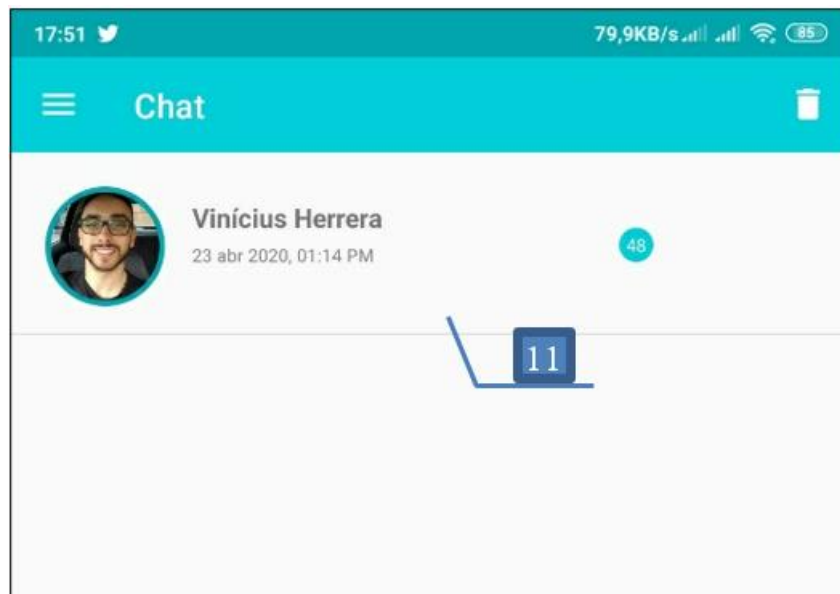 17:51 79,9KB/s 85
Chat
Vinícius Herrera
23 abr 2020, 01:14 PM
48
11